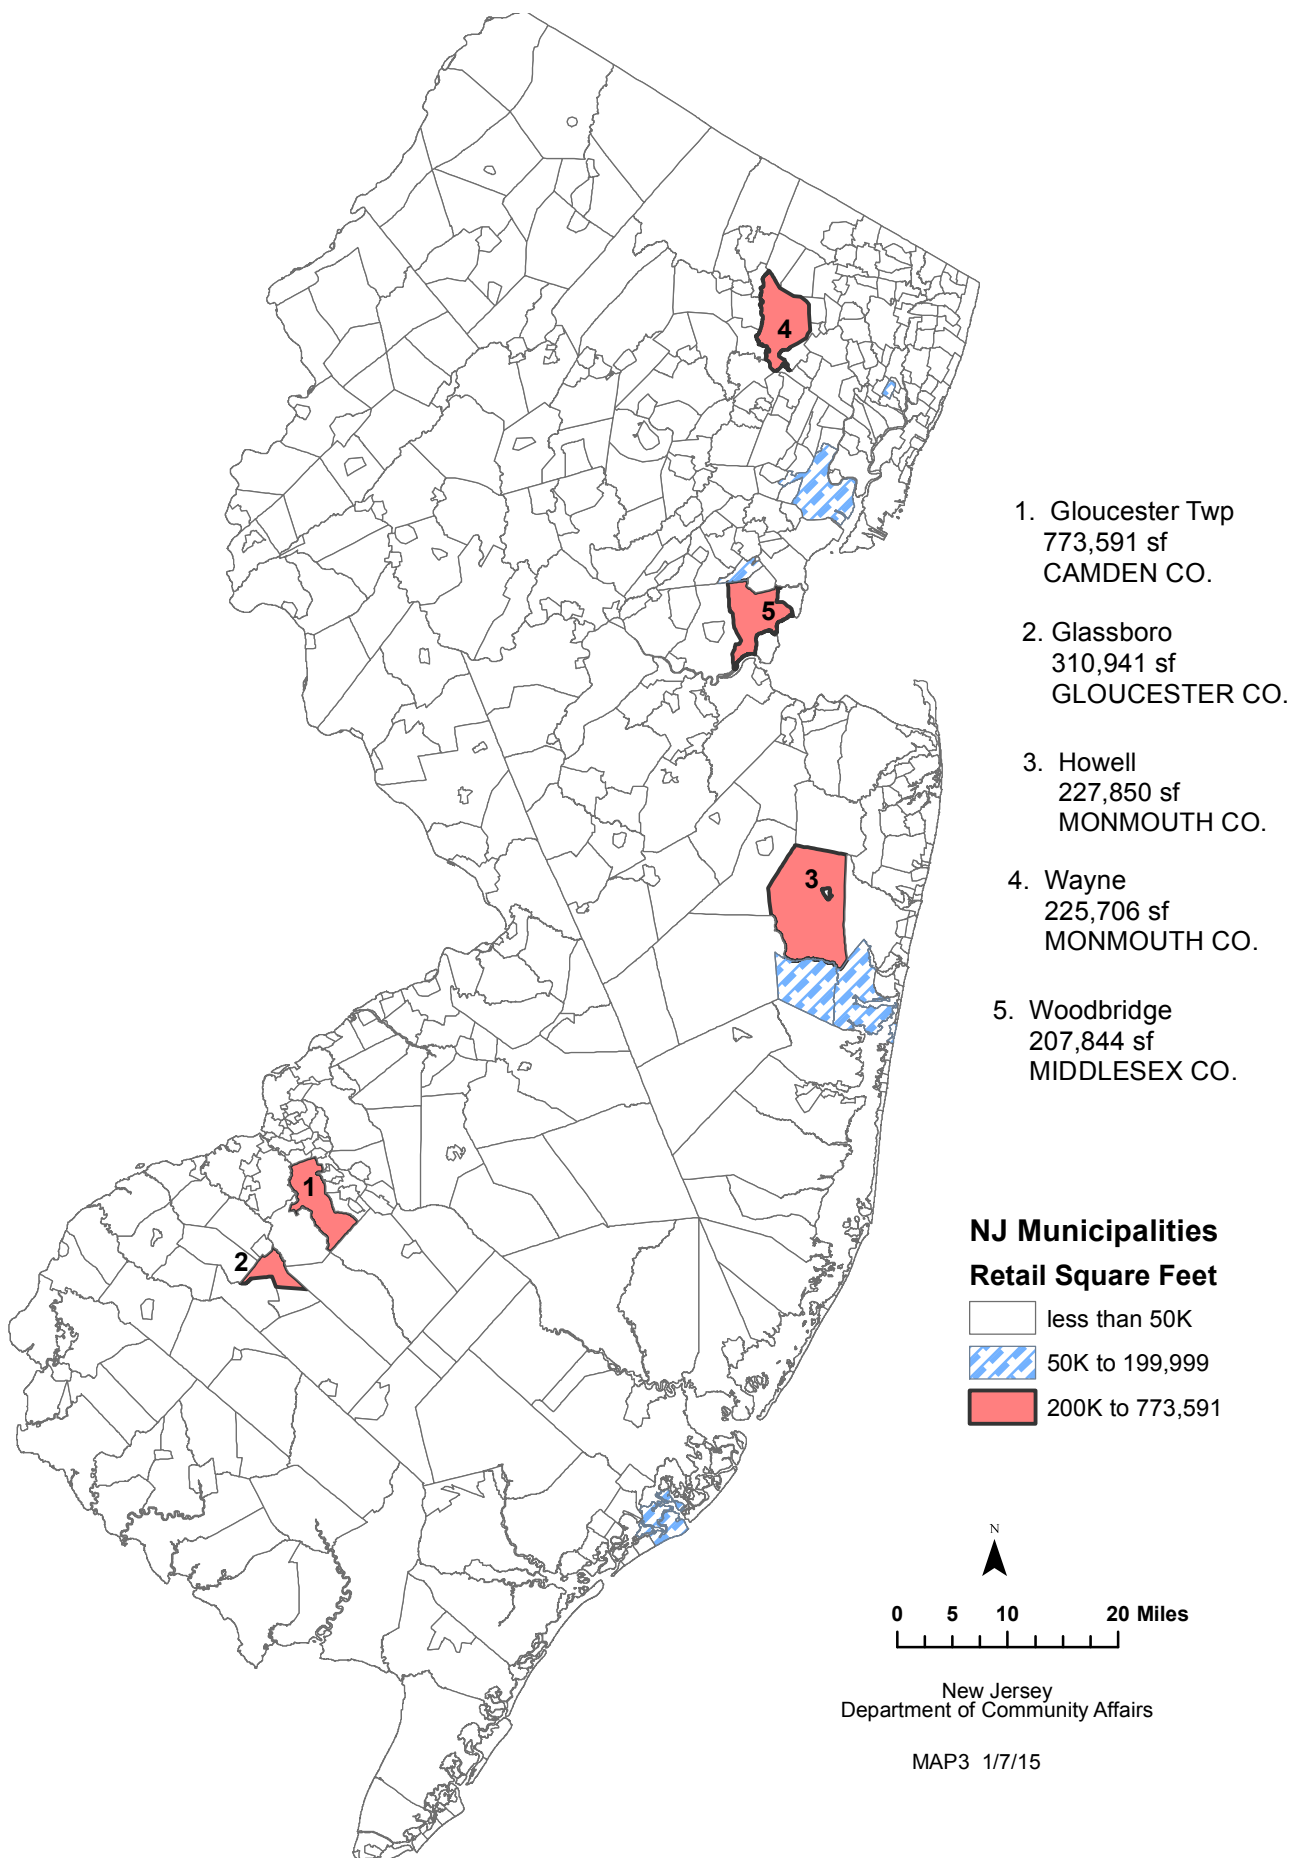 4
5
3
1
2
1. Gloucester Twp
773,591 sf
CAMDEN CO.
2. Glassboro
310,941 sf
GLOUCESTER CO.
3. Howell
227,850 sf
MONMOUTH CO.
4. Wayne
225,706 sf
MONMOUTH CO.
5. Woodbridge
207,844 sf
MIDDLESEX CO.
NJ Municipalities
Retail Square Feet
less than 50K
50K to 199,999
200K to 773,591
N
0 5 10 20 Miles
New Jersey
Department of Community Affairs
MAP3 1/7/15